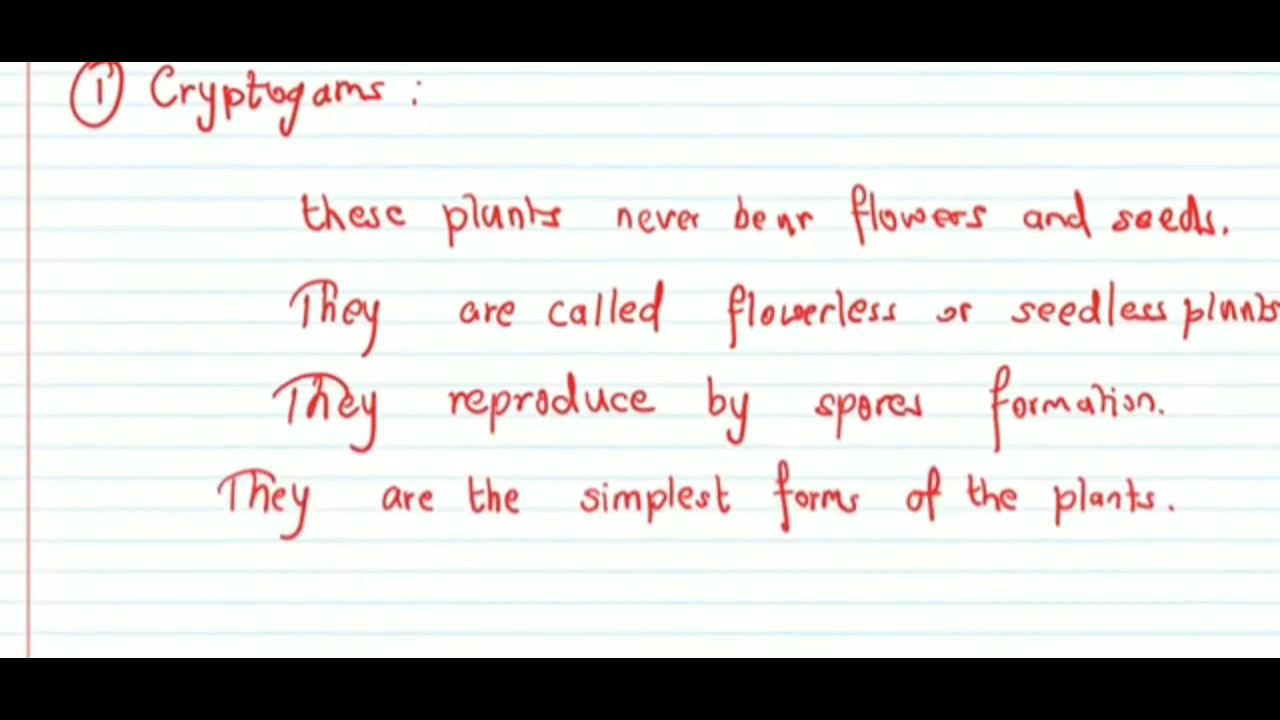 ① Cryptogams :
these plants never bear flowers and seeds.
They are called flowerless or seedless plants
They reproduce by spores formation.
They are the simplest forms of the plants.